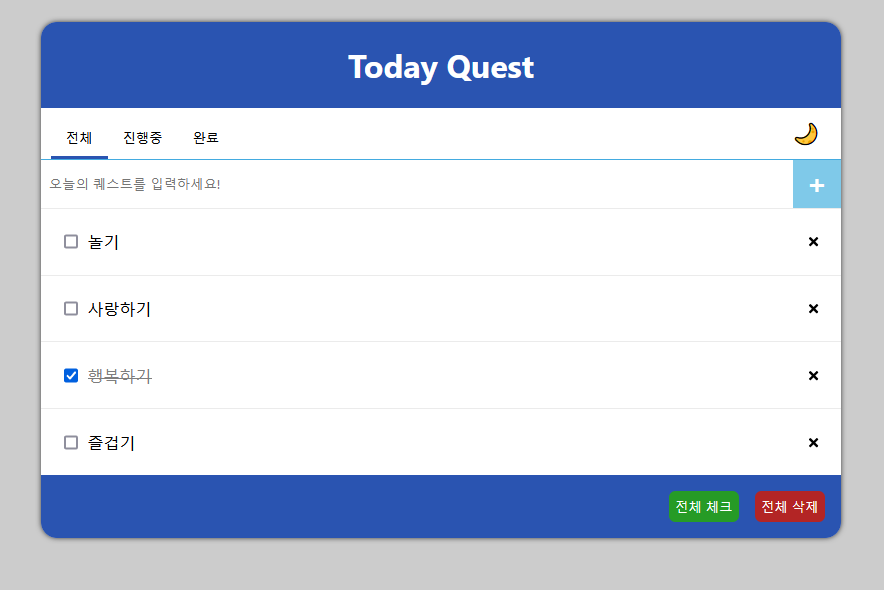 Today Quest
전체 진행중 완료
오늘의 퀘스트를 입력하세요!
놀기
사랑하기
행복하기
즐겁기
전체 체크 전체 삭제